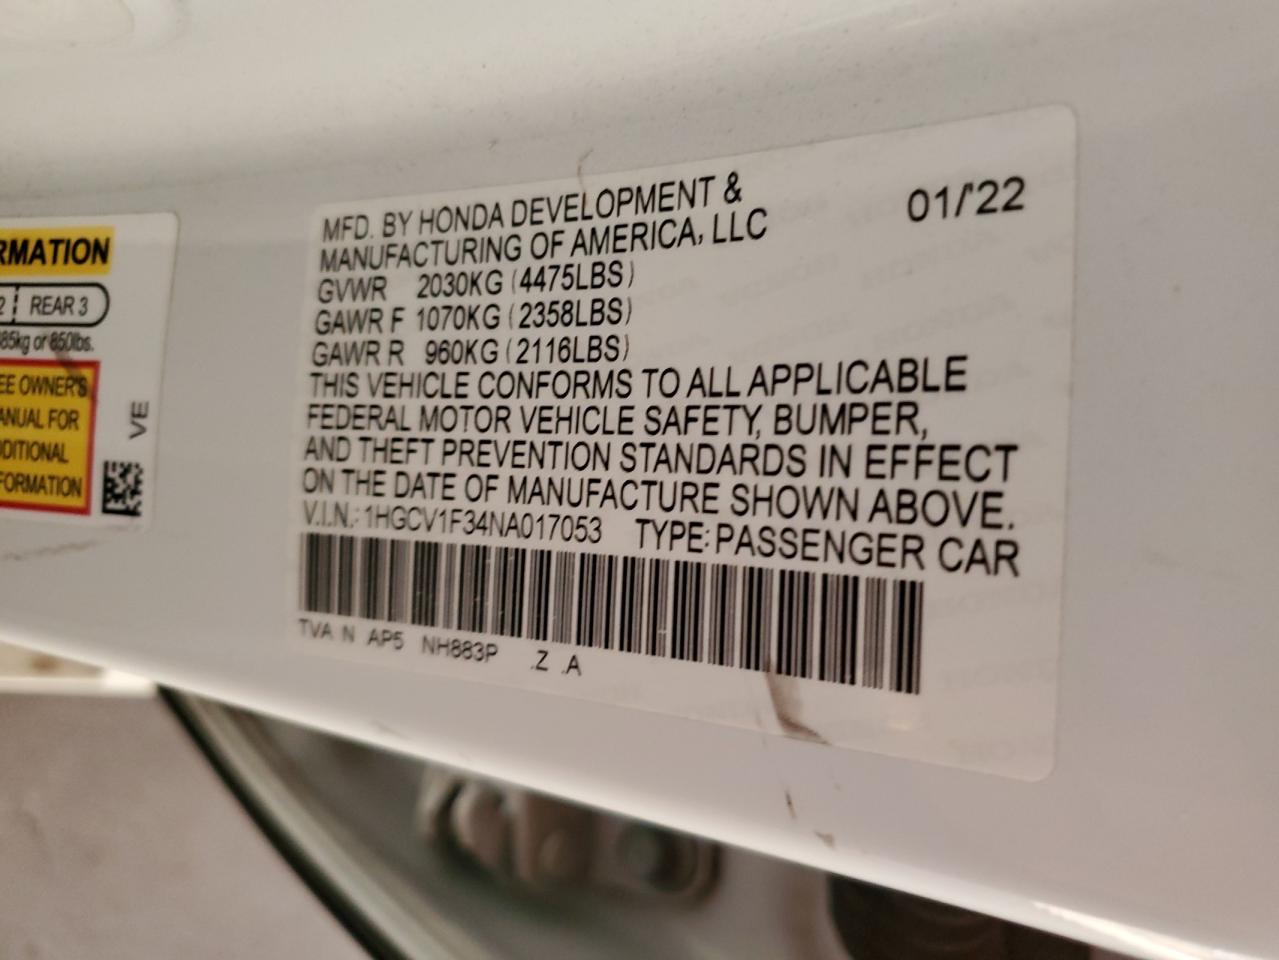 RMATION
2 REAR 3
85kg or 850lbs.
EE OWNER'S
ANUAL FOR
DDITIONAL
FORMATION
VE
MFD. BY HONDA DEVELOPMENT &
MANUFACTURING OF AMERICA, LLC
01/'22
GVWR 2030KG (4475LBS)
GAWR F 1070KG (2358LBS)
GAWR R 960KG (2116LBS)
THIS VEHICLE CONFORMS TO ALL APPLICABLE
FEDERAL MOTOR VEHICLE SAFETY, BUMPER,
AND THEFT PREVENTION STANDARDS IN EFFECT
ON THE DATE OF MANUFACTURE SHOWN ABOVE.
V.I.N.: 1HGCV1F34NA017053 TYPE: PASSENGER CAR
TVA N AP5 NH883P .Z .A